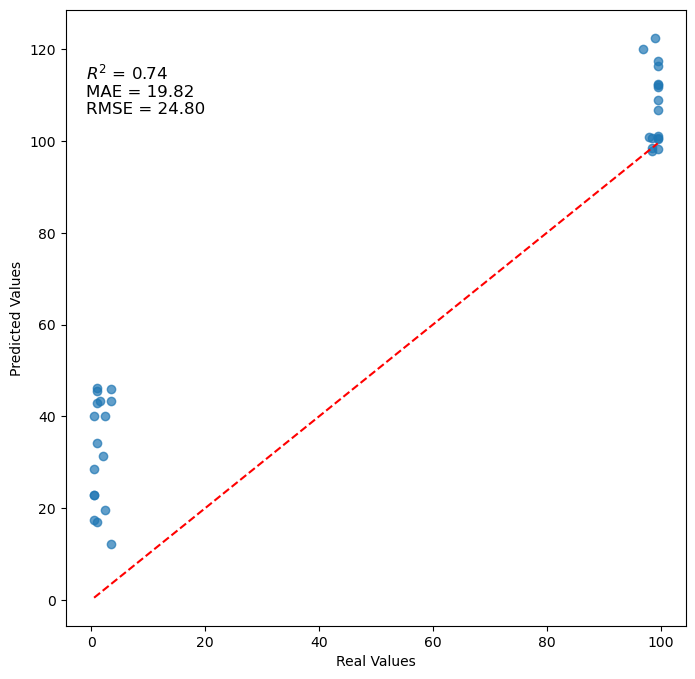 R² = 0.74
MAE = 19.82
RMSE = 24.80
120
100
80
60
40
20
0
Predicted Values
0 20 40 60 80 100
Real Values